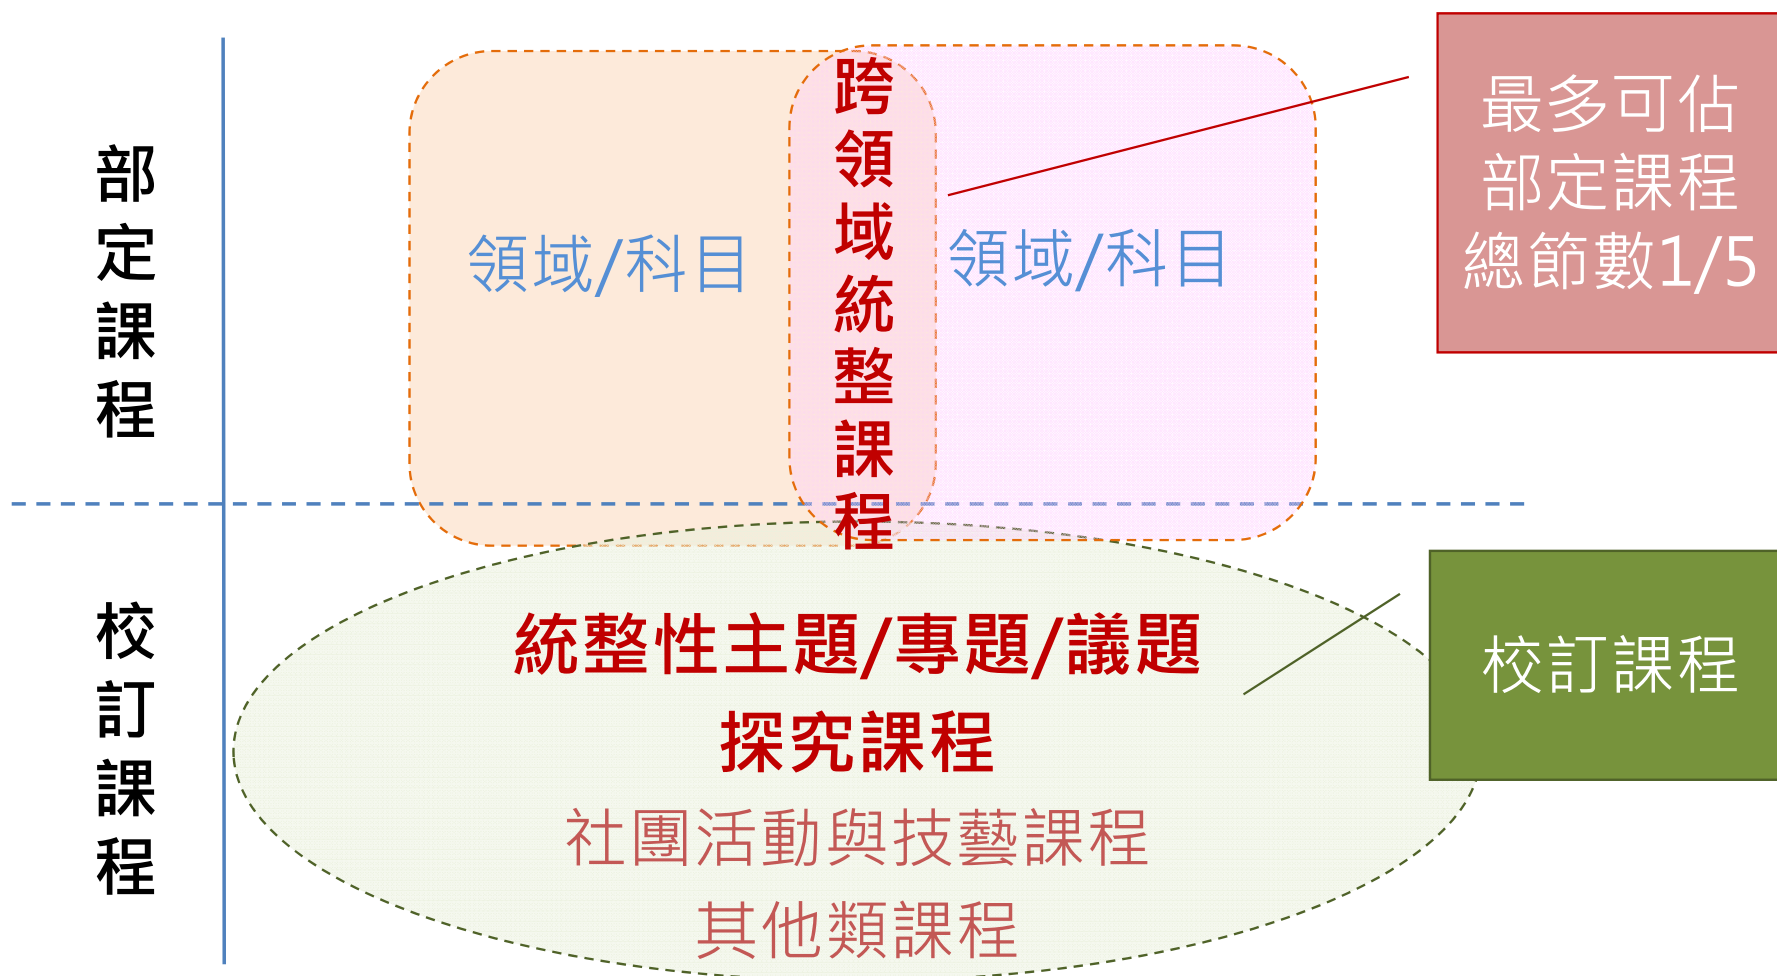 部定課程
領域/科目
跨領域統整課程
領域/科目
最多可佔
部定課程
總節數1/5
校訂課程
統整性主題/專題/議題
探究課程
社團活動與技藝課程
其他類課程
校訂課程